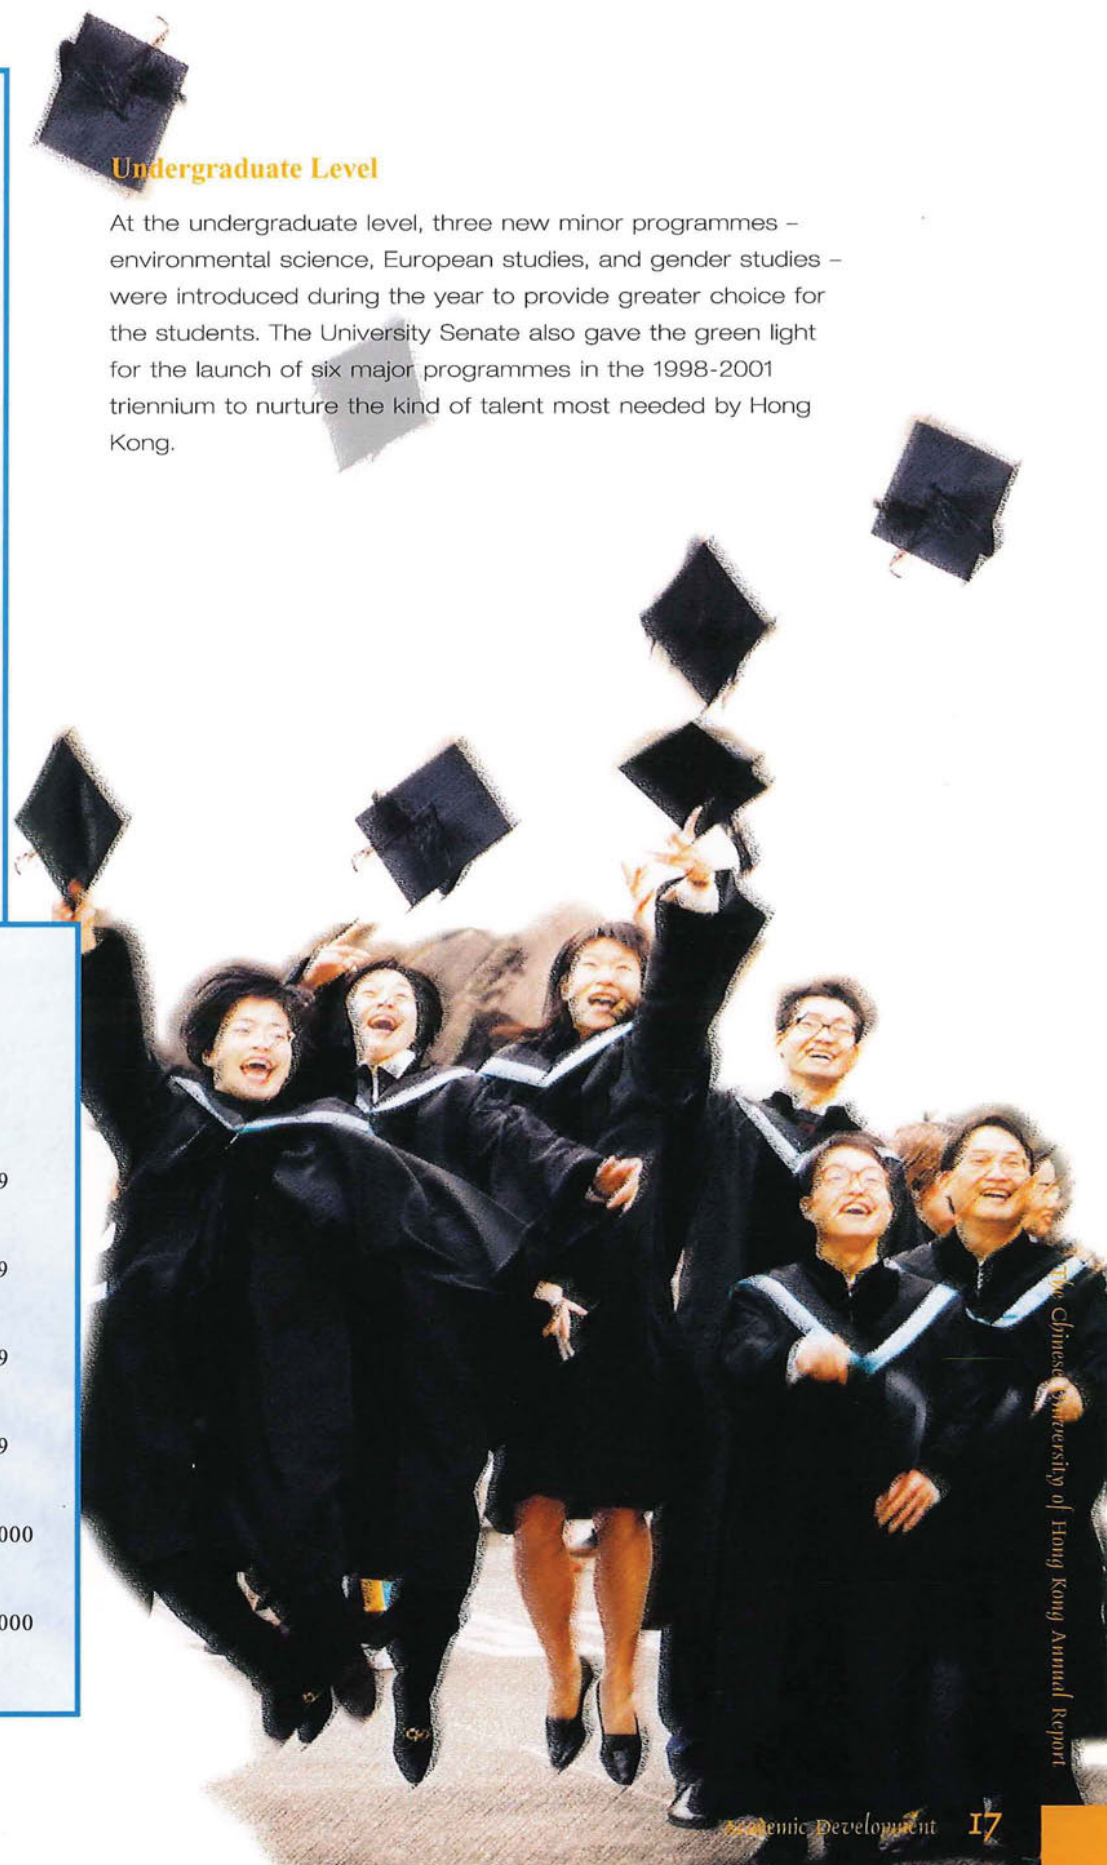 Undergraduate Level
At the undergraduate level, three new minor programmes –
environmental science, European studies, and gender studies –
were introduced during the year to provide greater choice for
the students. The University Senate also gave the green light
for the launch of six major programmes in the 1998-2001
triennium to nurture the kind of talent most needed by Hong
Kong.
9
9
9
9
000
000
The Chinese University of Hong Kong Annual Report
Academic Development 17